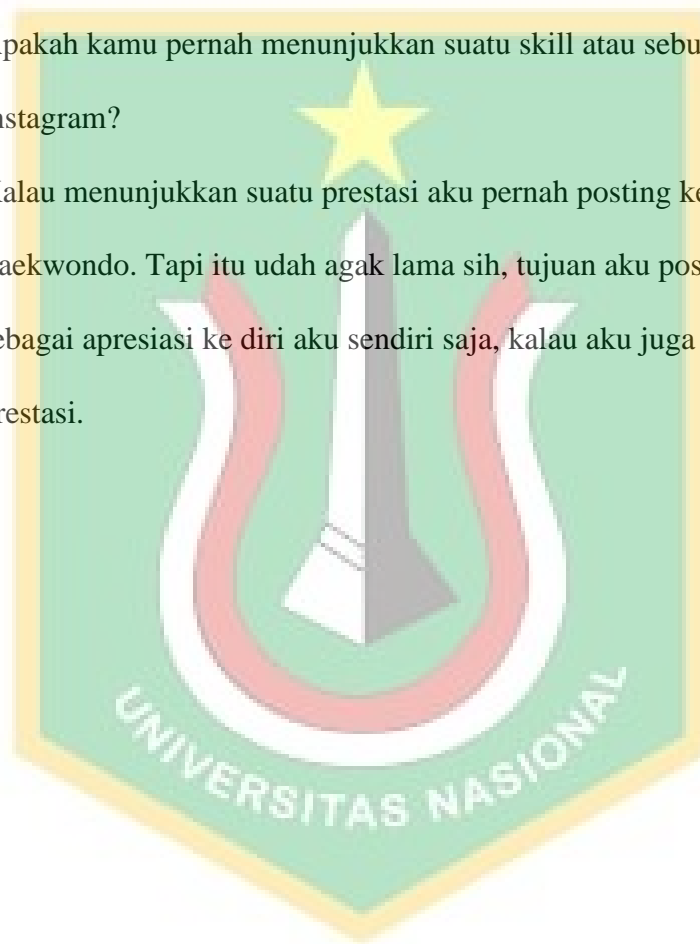 pakah kamu pernah menunjukkan suatu skill atau sebu
nstagram?
alau menunjukkan suatu prestasi aku pernah posting ke
aekwondo. Tapi itu udah agak lama sih, tujuan aku pos
ebagai apresiasi ke diri aku sendiri saja, kalau aku juga
restasi.
UNIVERSITAS NASIONAL